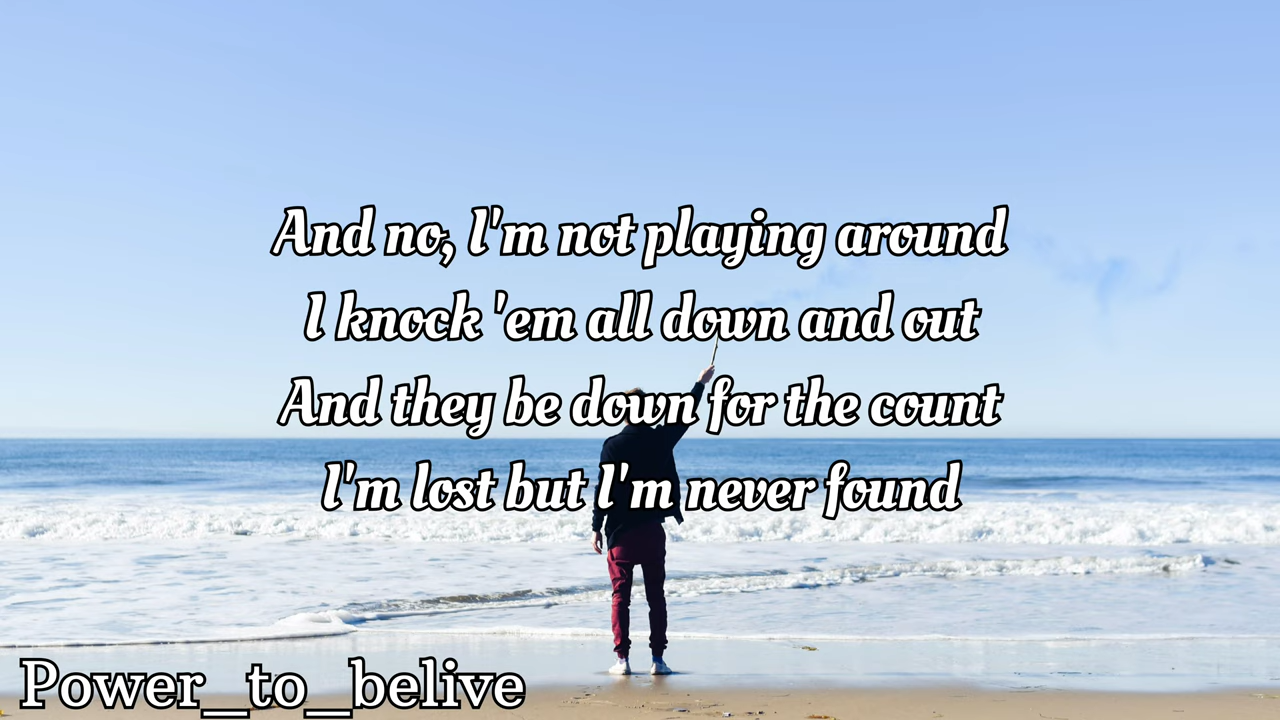 And no, I'm not playing around
I knock 'em all down and out
And they be down for the count
I'm lost but I'm never found
Power_to_belive